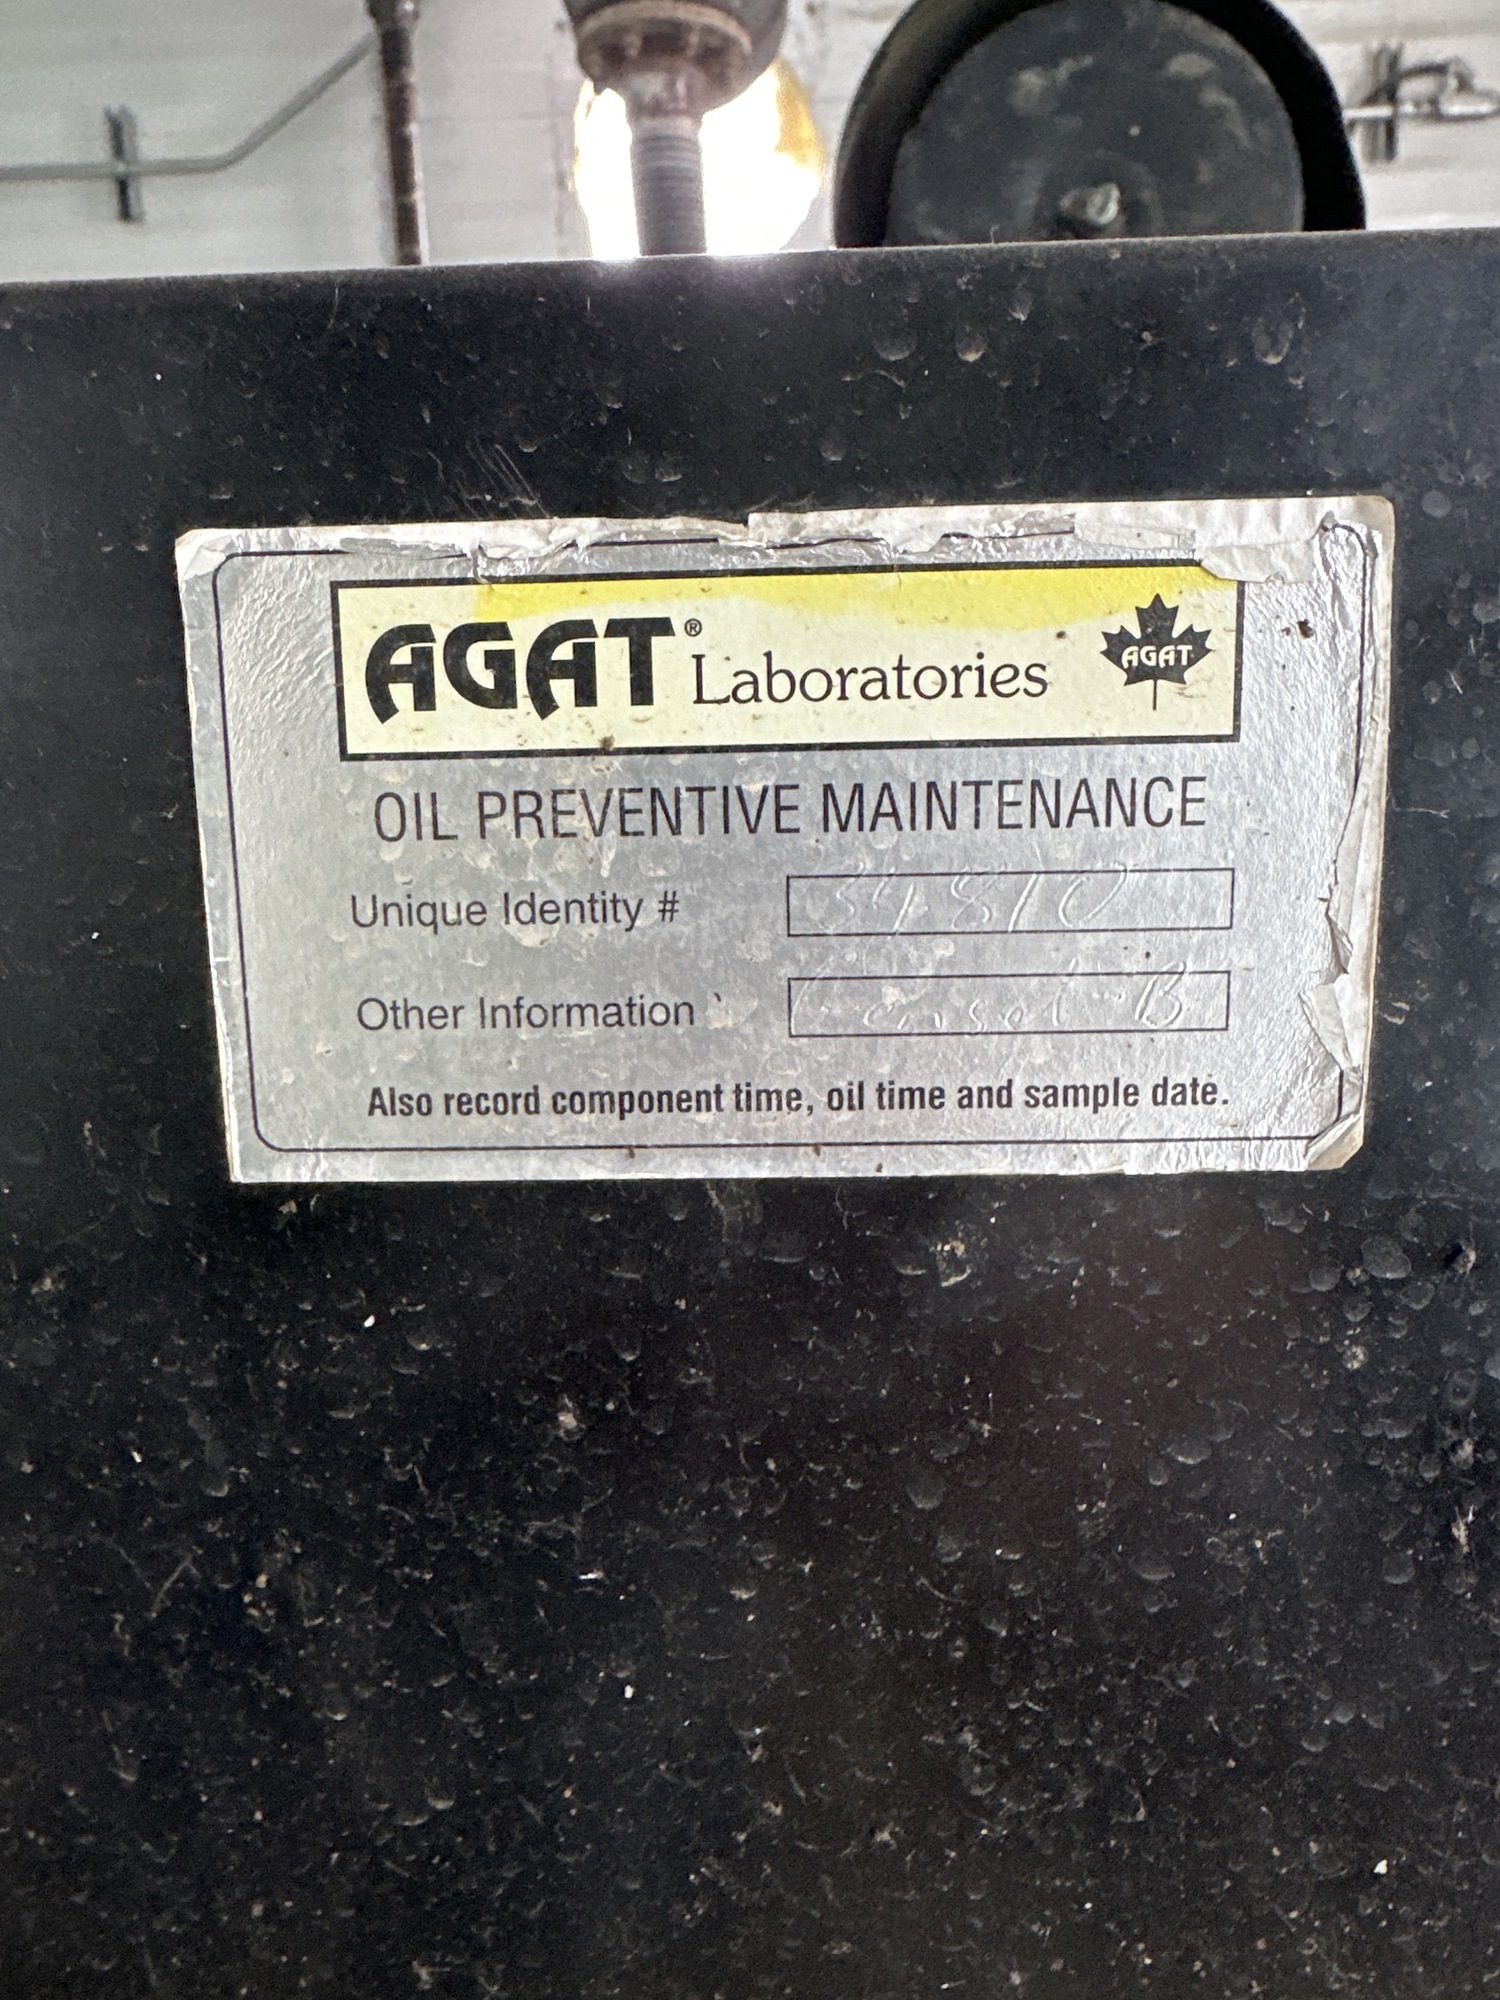 AGAT® Laboratories
AGAT
OIL PREVENTIVE MAINTENANCE
Unique Identity # 34810
Other Information
Also record component time, oil time and sample date.